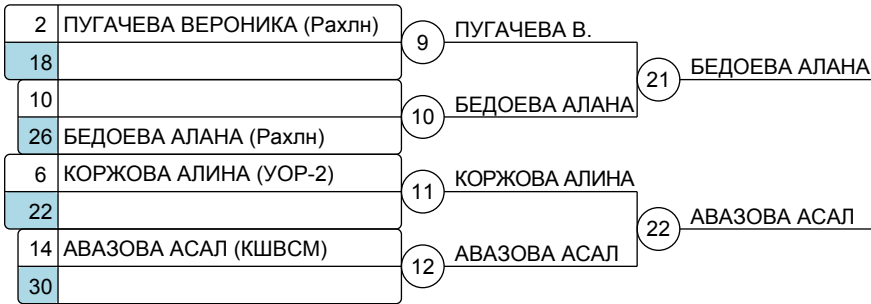 2 ПУГАЧЕВА ВЕРОНИКА (Рахлн)
18
9 ПУГАЧЕВА В.
10
26 БЕДОЕВА АЛАНА (Рахлн)
10 БЕДОЕВА АЛАНА
21 БЕДОЕВА АЛАНА
6 КОРЖОВА АЛИНА (УОР-2)
22
11 КОРЖОВА АЛИНА
14 АВАЗОВА АСАЛ (КШВСМ)
30
12 АВАЗОВА АСАЛ
22 АВАЗОВА АСАЛ